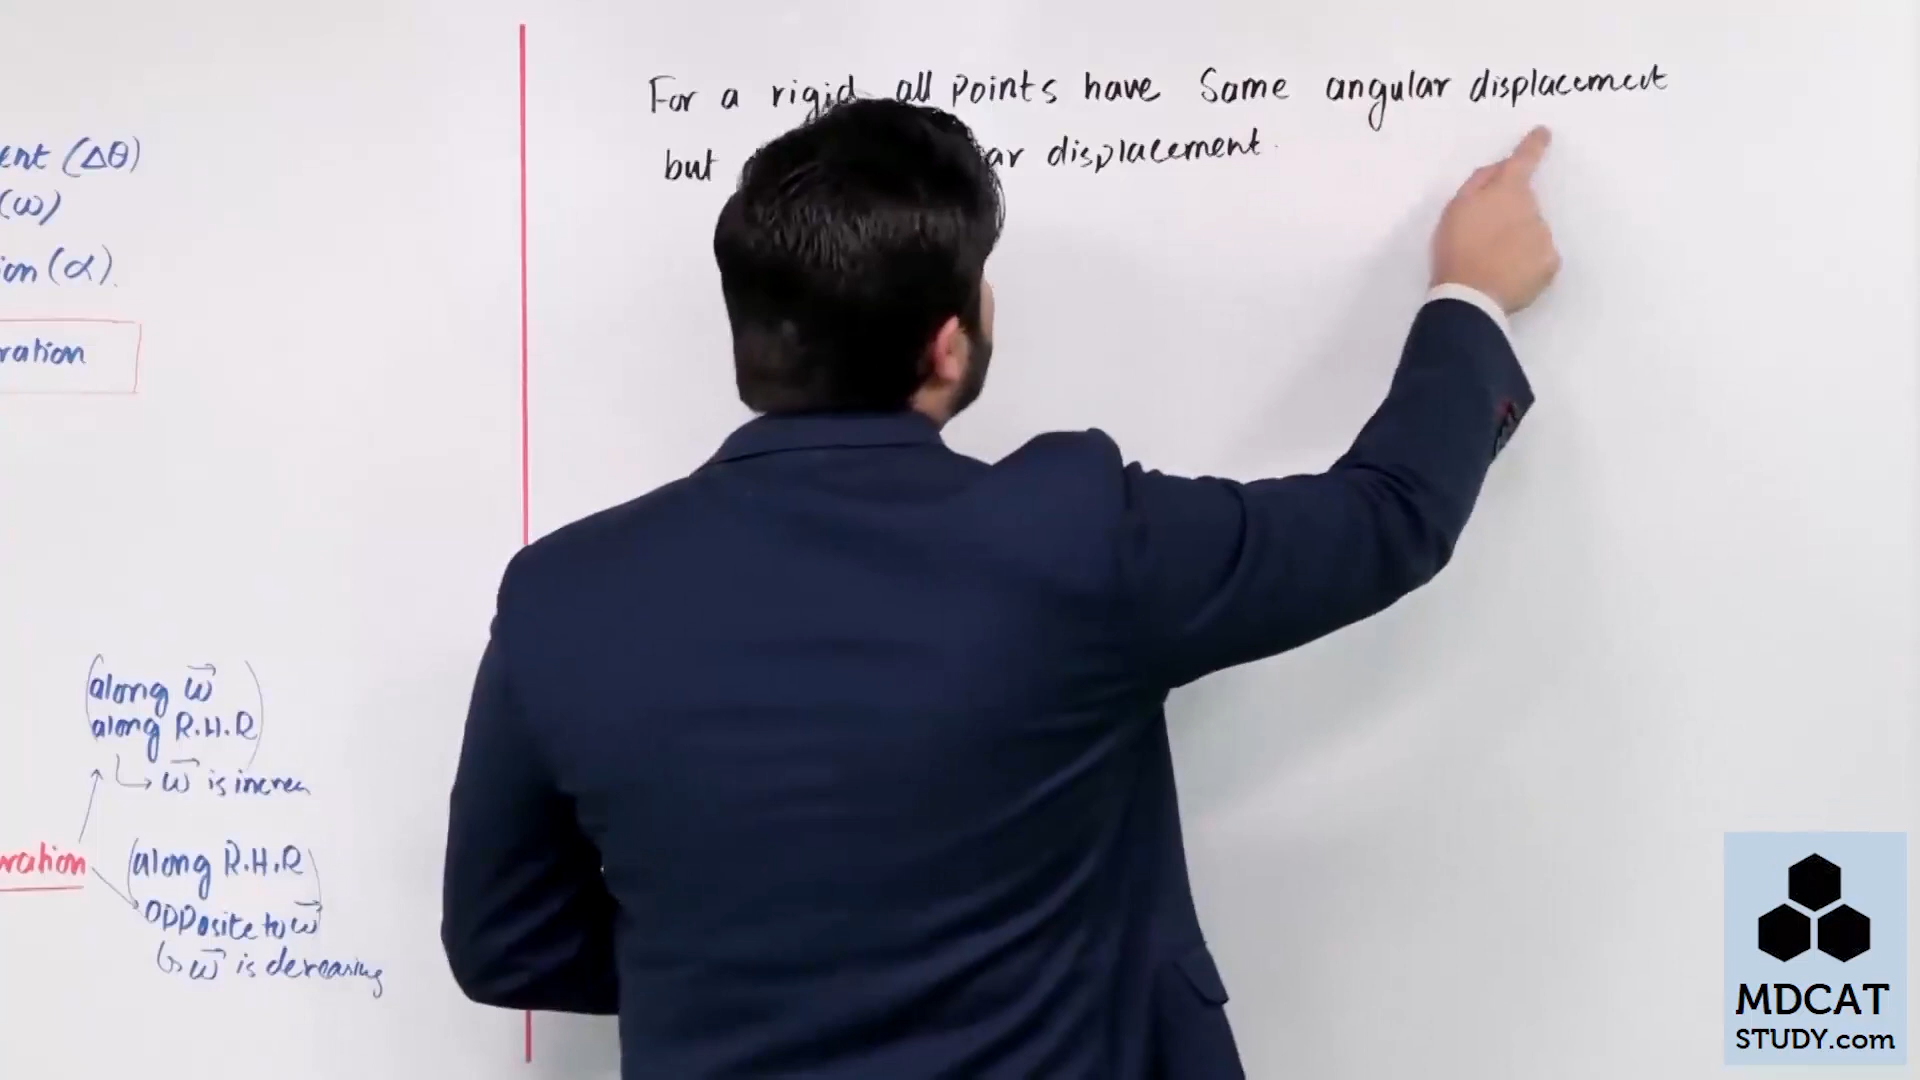 ent (Δθ)
(ω)
ion (α).
ration
(along ω⃗
along R.H.R)
↳ ω⃗ is increa
ration
(along R.H.R)
opposite to ω⃗
↳ ω⃗ is decreasing
For a rigid all points have Same angular displacement
but ar displacement.
MDCAT
STUDY.com